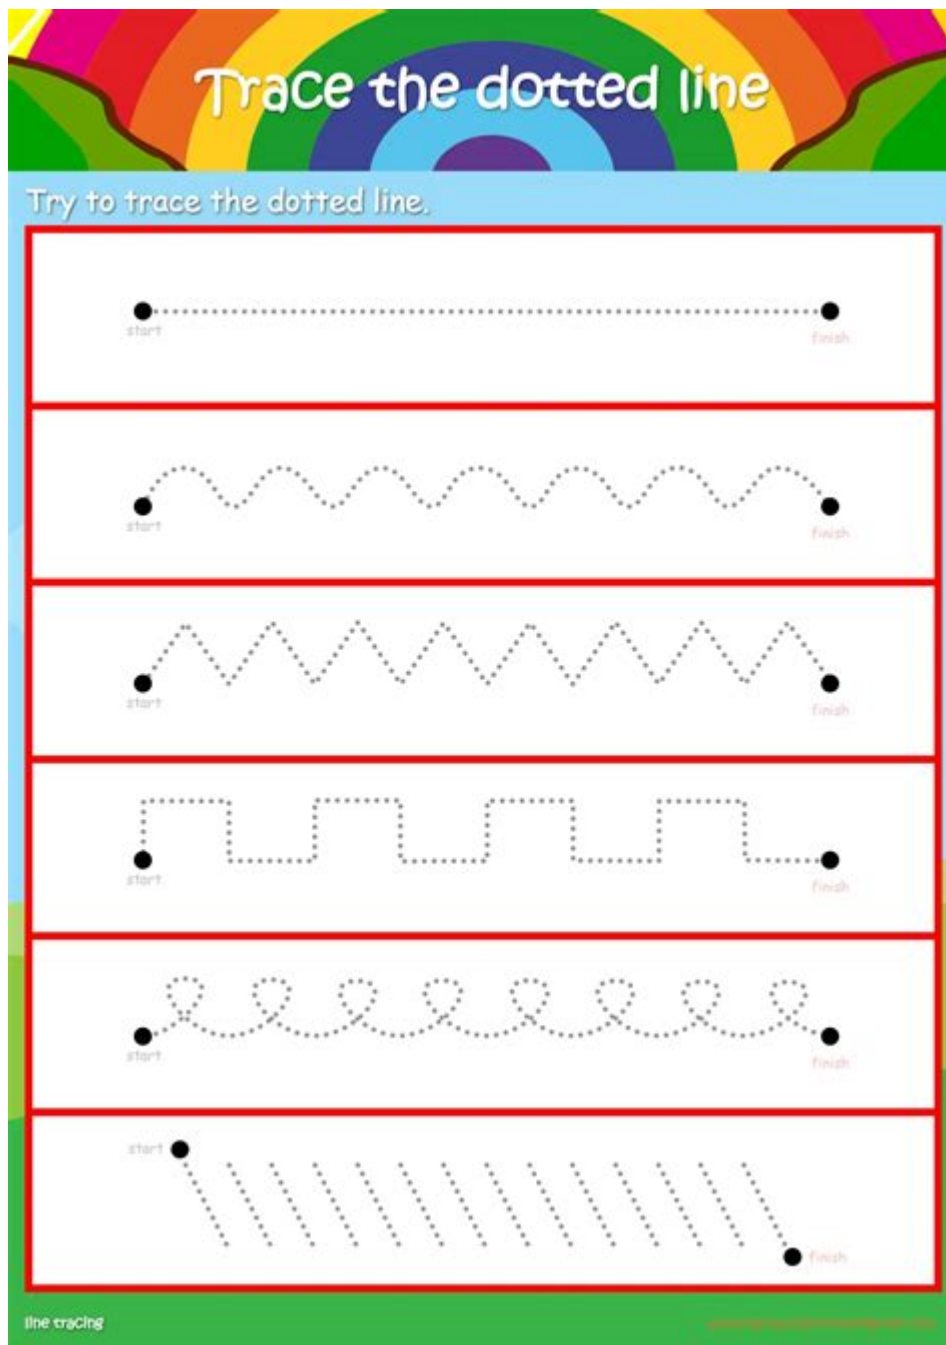 Trace the dotted line
Try to trace the dotted line.
start
finish
start
finish
start
finish
start
finish
start
finish
start
finish
line tracing